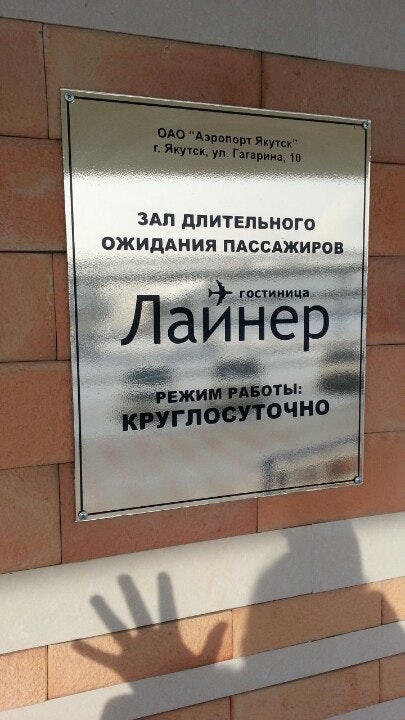 ОАО "Аэропорт Якутск"
г. Якутск, ул. Гагарина, 10
ЗАЛ ДЛИТЕЛЬНОГО
ОЖИДАНИЯ ПАССАЖИРОВ
гостиница
Лайнер
РЕЖИМ РАБОТЫ:
КРУГЛОСУТОЧНО